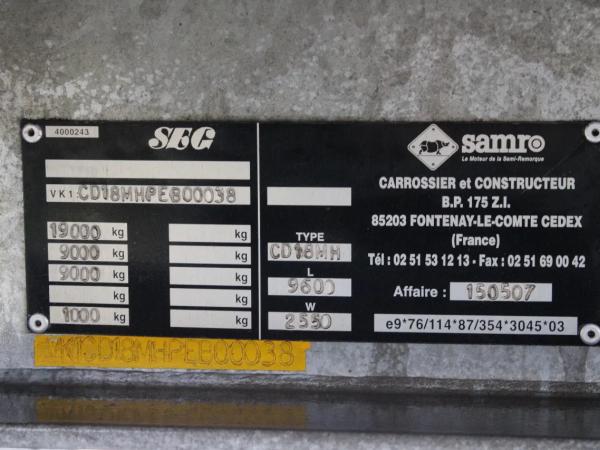 4000243
SEG
VK1: CD18MHPEB00038
19000 kg kg
9000 kg kg
9000 kg kg
kg kg
1000 kg kg
TYPE
CD18MH
L
9600
W
2550
samro
Le Moteur de la Semi-Remorque
CARROSSIER et CONSTRUCTEUR
B.P. 175 Z.I.
85203 FONTENAY-LE-COMTE CEDEX
(France)
Tél : 02 51 53 12 13 - Fax : 02 51 69 00 42
Affaire : 150507
e9*76/114*87/354*3045*03
VK1CD18MHPEB00038